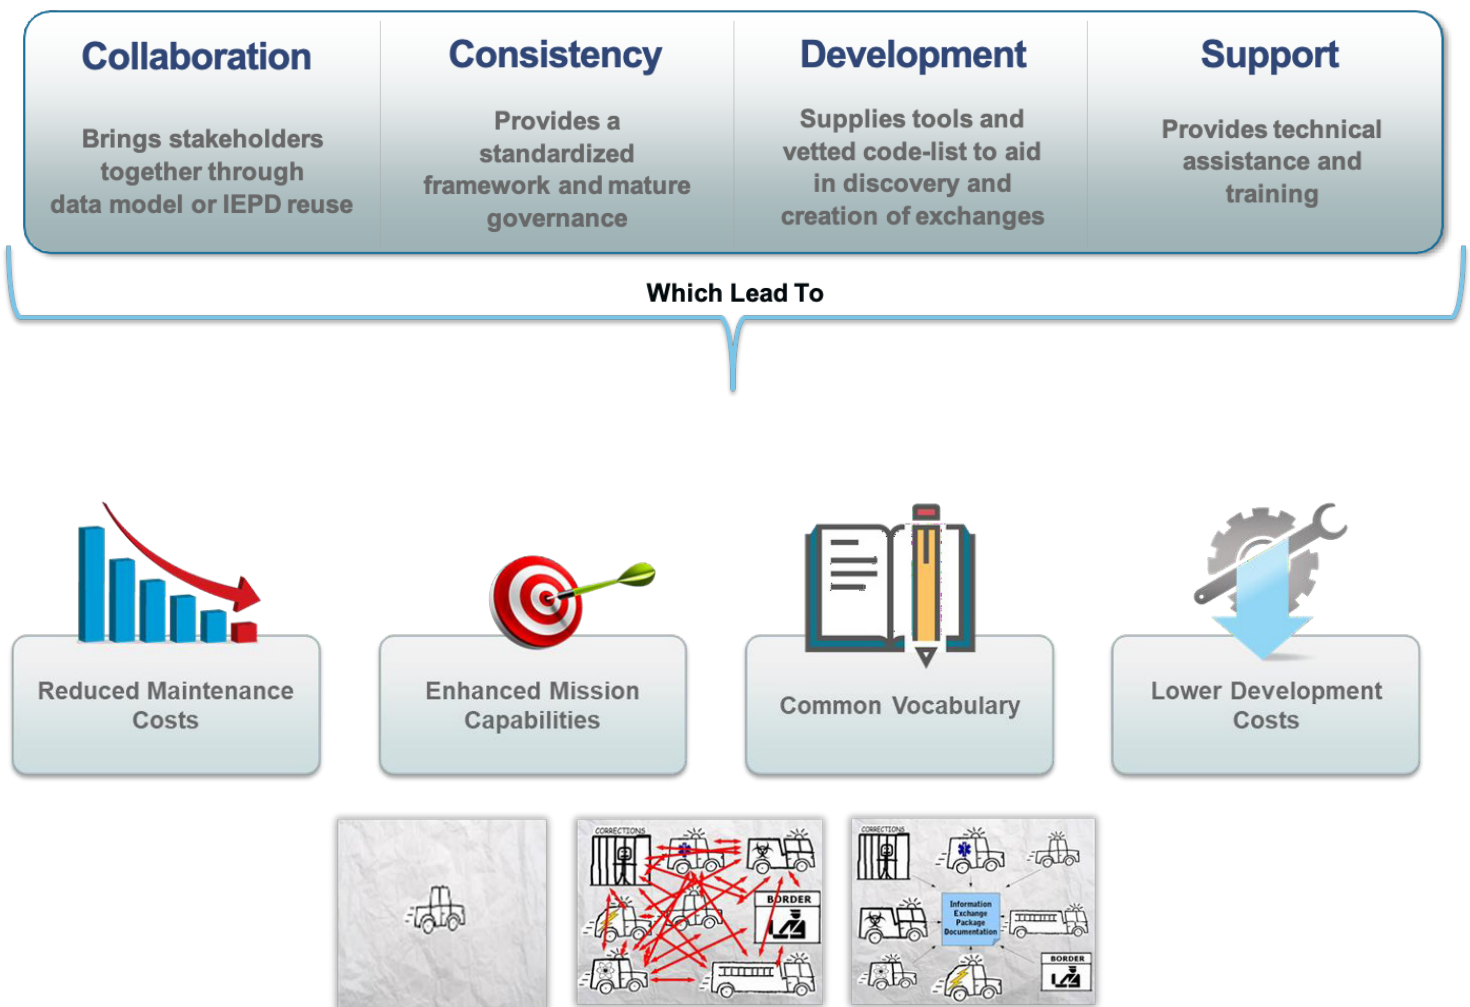 Collaboration
Brings stakeholders
together through
data model or IEPD reuse
Consistency
Provides a
standardized
framework and mature
governance
Development
Supplies tools and
vetted code-list to aid
in discovery and
creation of exchanges
Support
Provides technical
assistance and
training
Which Lead To
Reduced Maintenance
Costs
Enhanced Mission
Capabilities
Common Vocabulary
Lower Development
Costs
CORRECTIONS
BORDER
CORRECTIONS
Information
Exchange
Package
Documentation
BORDER